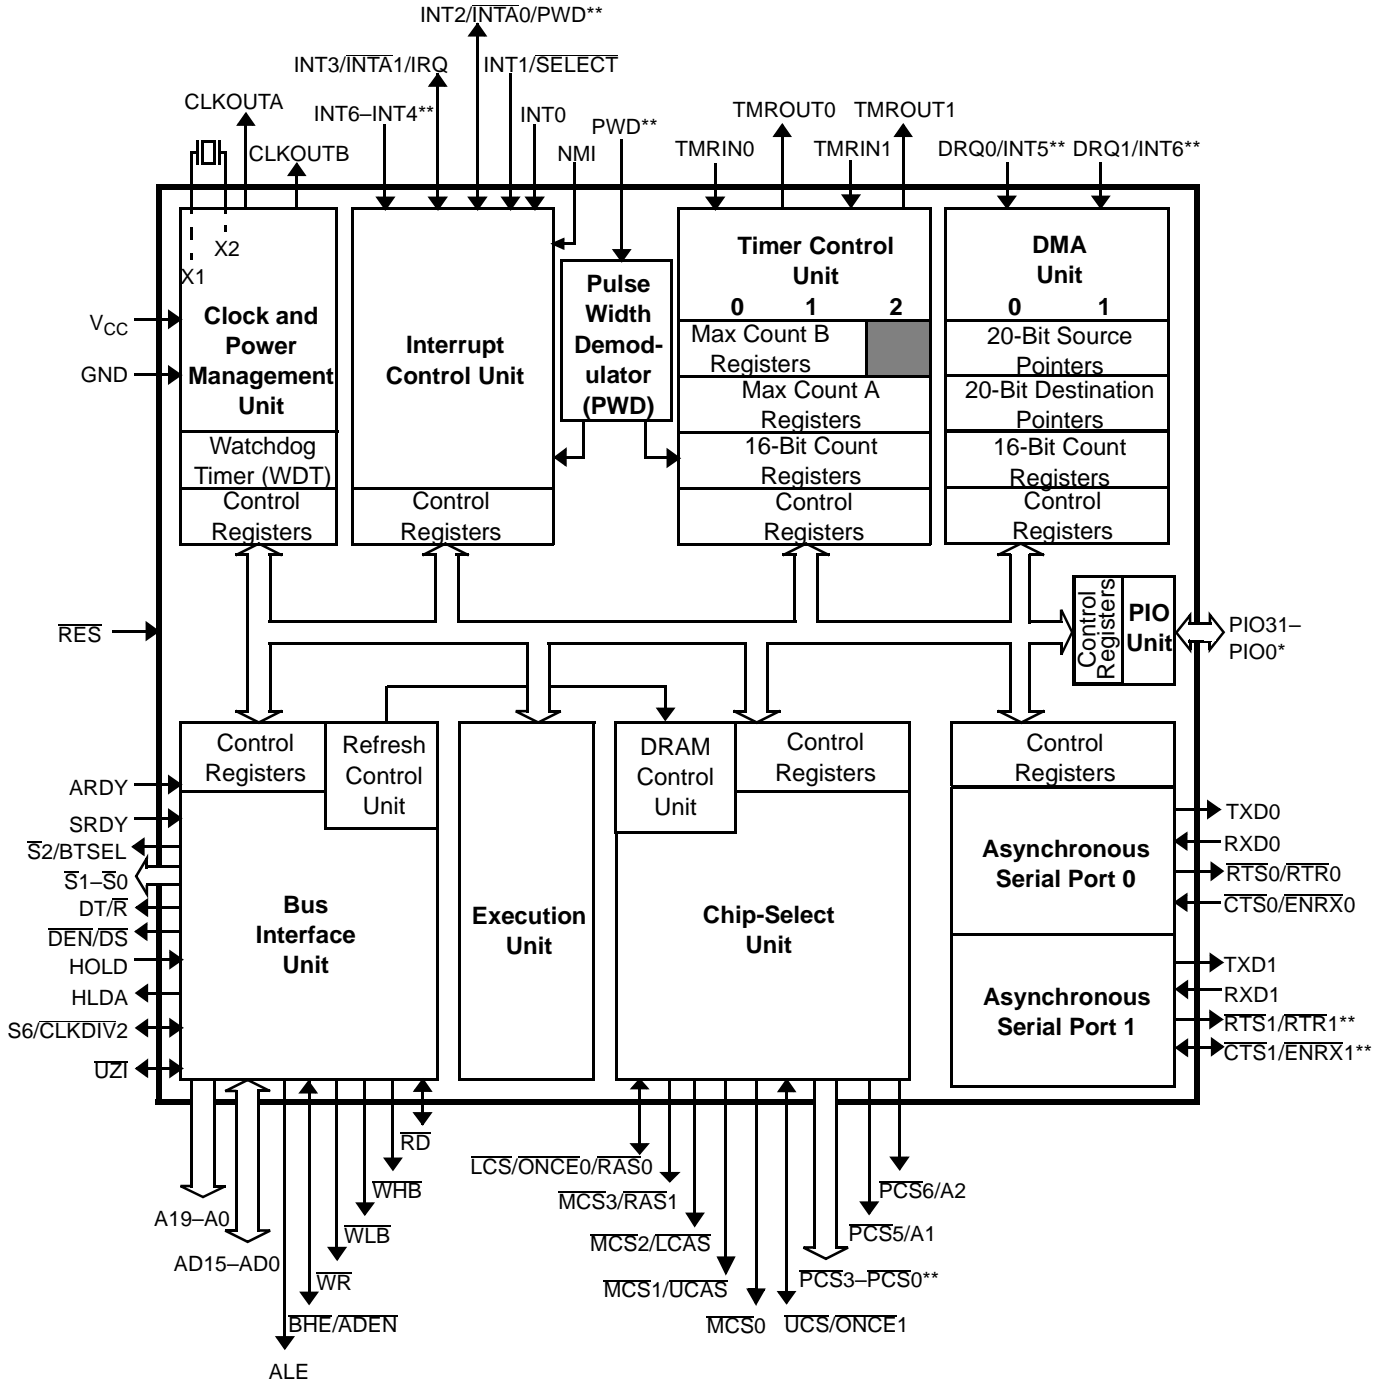 INT2/INTA0/PWD**
INT3/INTA1/IRQ
INT1/SELECT
CLKOUTA
INT6–INT4**
INT0
PWD**
TMROUT0
TMROUT1
CLKOUTB
NMI
TMRIN0
TMRIN1
DRQ0/INT5**
DRQ1/INT6**
X2
X1
VCC
GND
Clock and
Power
Management
Unit
Watchdog
Timer (WDT)
Control
Registers
Interrupt
Control Unit
Control
Registers
Pulse
Width
Demod-
ulator
(PWD)
Timer Control
Unit
0 1 2
Max Count B
Registers
Max Count A
Registers
16-Bit Count
Registers
Control
Registers
DMA
Unit
0 1
20-Bit Source
Pointers
20-Bit Destination
Pointers
16-Bit Count
Registers
Control
Registers
RES
Control
Registers
PIO
Unit
PIO31–
PIO0*
Control
Registers
Refresh
Control
Unit
Bus
Interface
Unit
Execution
Unit
DRAM
Control
Unit
Control
Registers
Chip-Select
Unit
Control
Registers
Asynchronous
Serial Port 0
Asynchronous
Serial Port 1
ARDY
SRDY
S2/BTSEL
S1–S0
DT/R
DEN/DS
HOLD
HLDA
S6/CLKDIV2
UZI
TXD0
RXD0
RTS0/RTR0
CTS0/ENRX0
TXD1
RXD1
RTS1/RTR1**
CTS1/ENRX1**
RD
WHB
A19–A0
WLB
AD15–AD0
WR
BHE/ADEN
ALE
LCS/ONCE0/RAS0
MCS3/RAS1
MCS2/LCAS
MCS1/UCAS
MCS0
PCS6/A2
PCS5/A1
PCS3–PCS0**
UCS/ONCE1